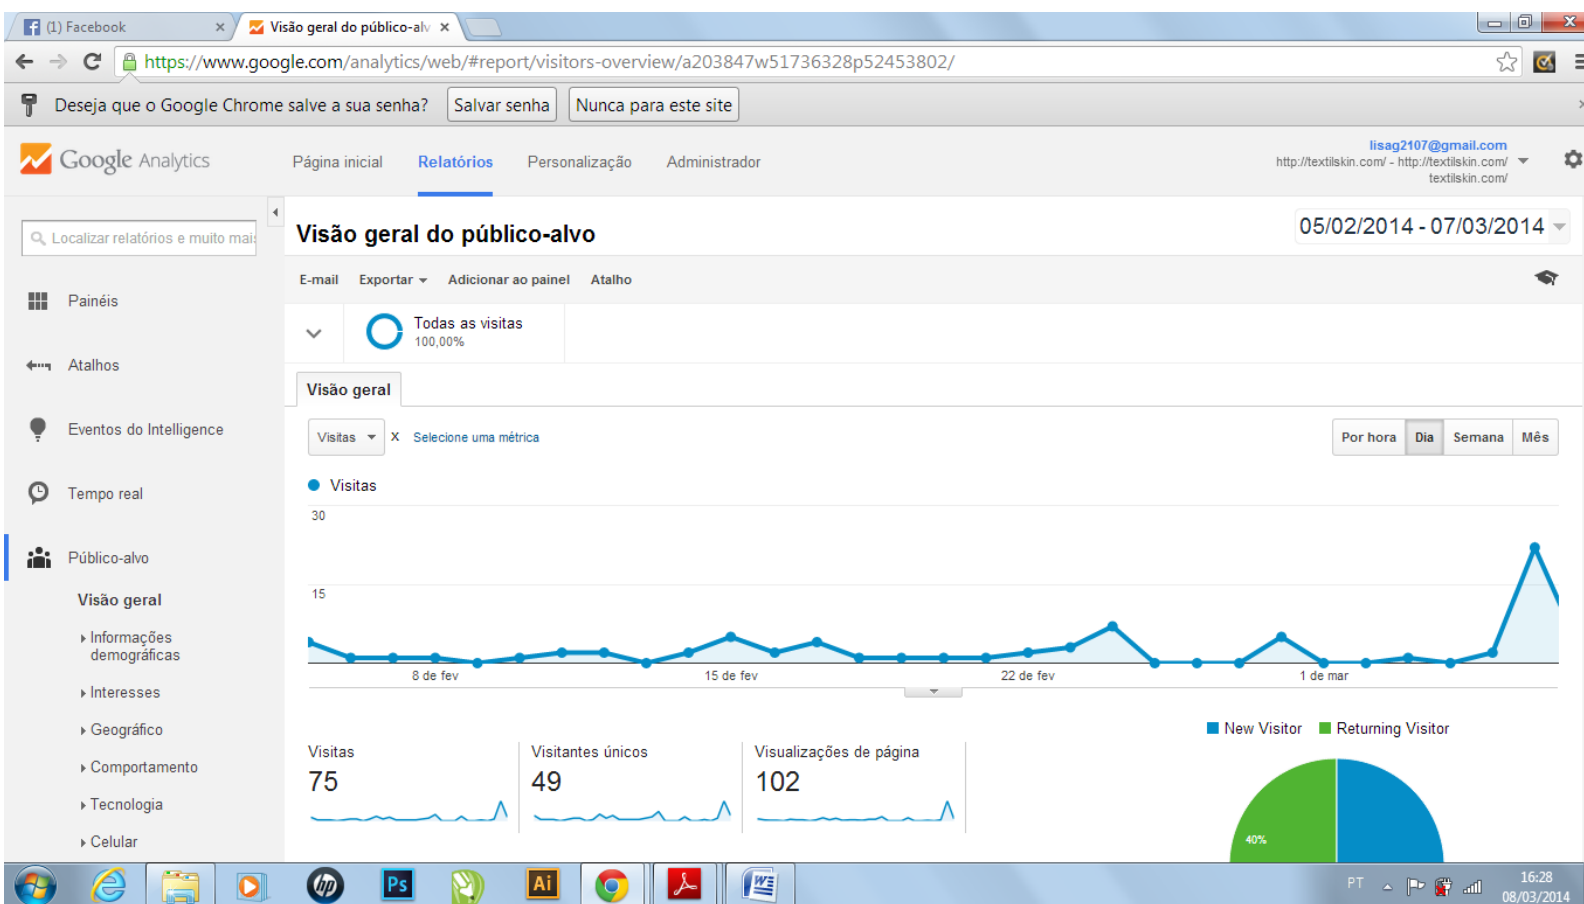 (1) Facebook
Visão geral do público-alv
https://www.google.com/analytics/web/#report/visitors-overview/a203847w51736328p52453802/
Deseja que o Google Chrome salve a sua senha? Salvar senha Nunca para este site
Google Analytics
Página inicial Relatórios Personalização Administrador
lisag2107@gmail.com
http://textilskin.com/ - http://textilskin.com/
textilskin.com/
Localizar relatórios e muito mais
Visão geral do público-alvo
05/02/2014 - 07/03/2014
E-mail Exportar Adicionar ao painel Atalho
Painéis
Todas as visitas
100,00%
Atalhos
Visão geral
Eventos do Intelligence
Visitas X Selecione uma métrica
Por hora Dia Semana Mês
Tempo real
Visitas
30
15
Público-alvo
Visão geral
Informações
demográficas
8 de fev 15 de fev 22 de fev 1 de mar
Interesses
Geográfico
New Visitor Returning Visitor
Visitas Visitantes únicos Visualizações de página
75 49 102
Comportamento
Tecnologia
Celular
40%
hp Ps Ai W
PT
16:28
08/03/2014